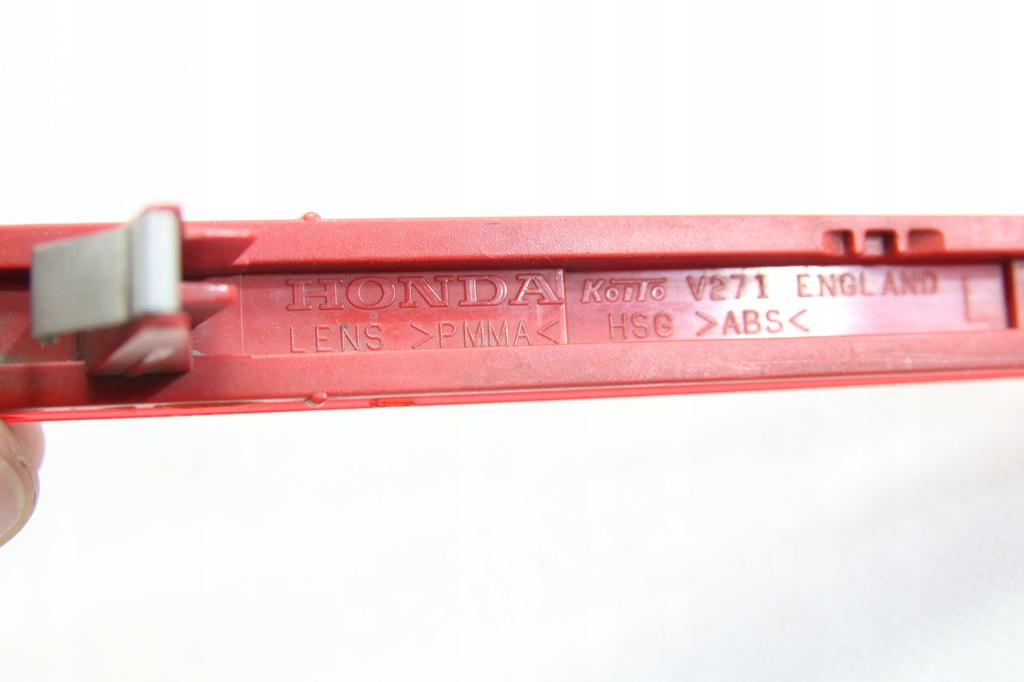 HONDA KoiTo V271 ENGLAND
LENS >PMMA< HSG >ABS<